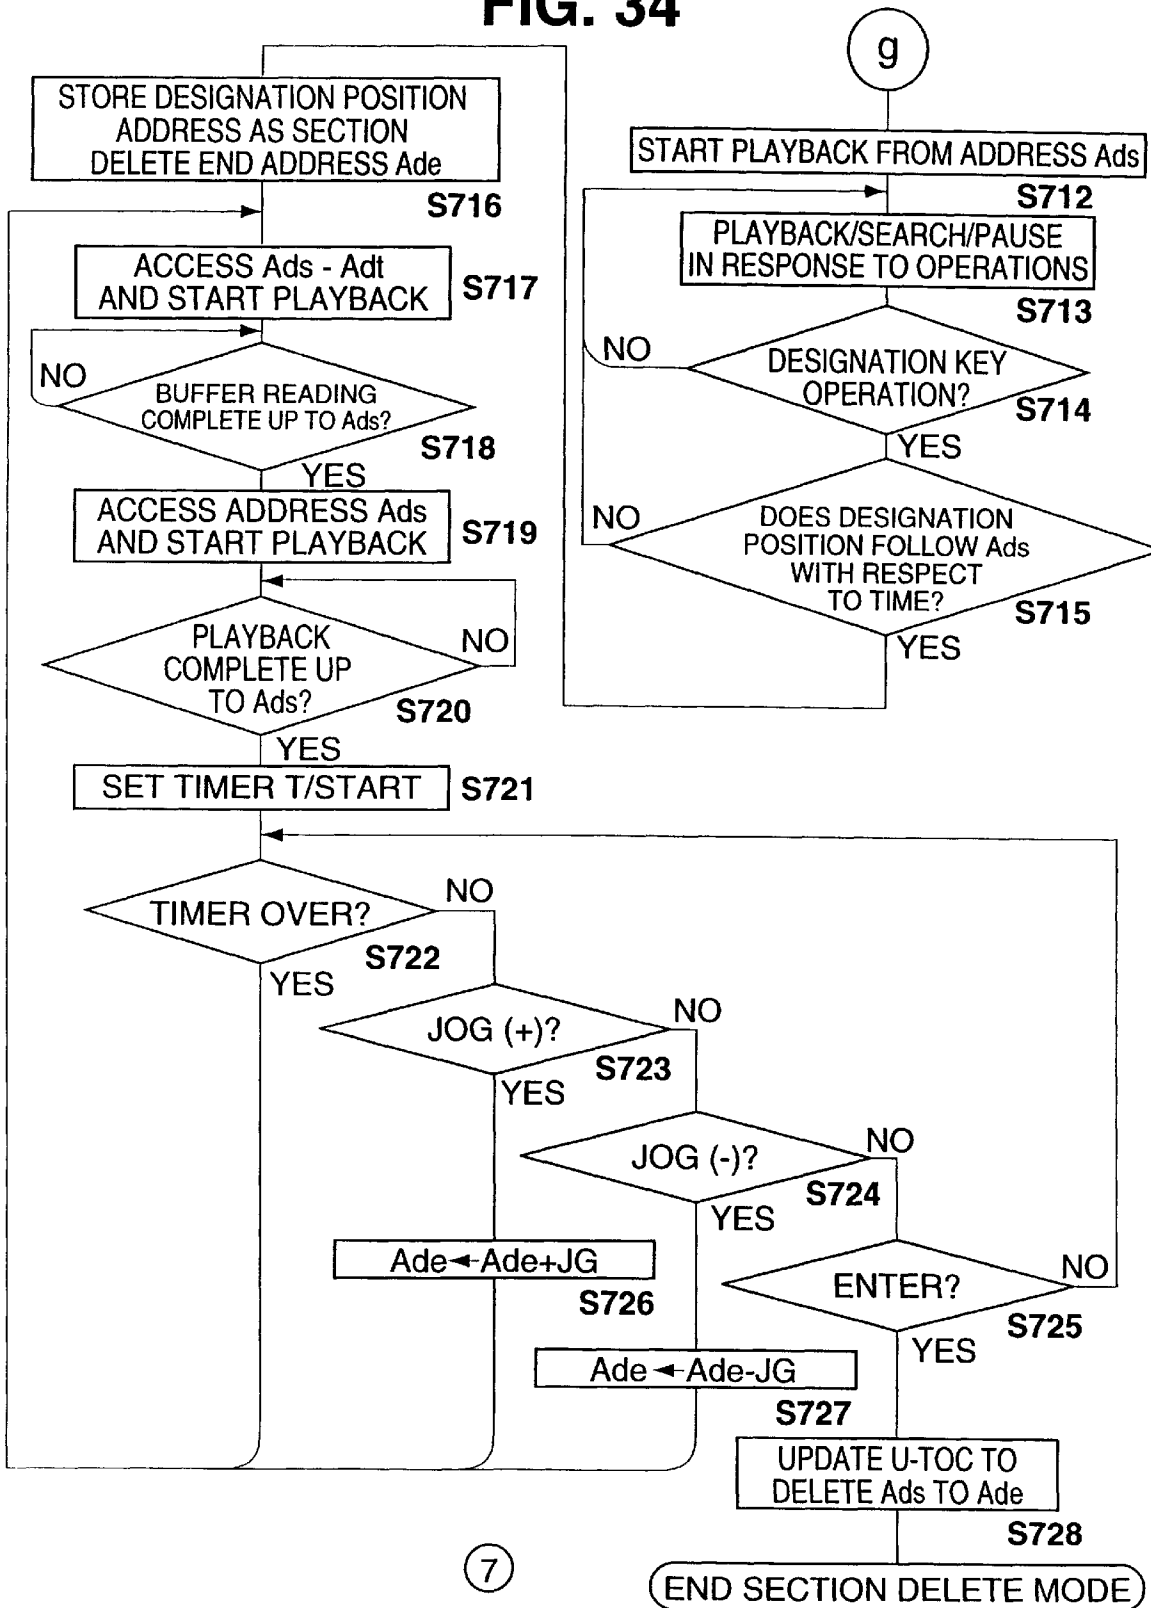 FIG. 34
g
START PLAYBACK FROM ADDRESS Ads
S712
PLAYBACK/SEARCH/PAUSE
IN RESPONSE TO OPERATIONS
S713
DESIGNATION KEY
OPERATION?
S714
NO
YES
DOES DESIGNATION
POSITION FOLLOW Ads
WITH RESPECT
TO TIME?
S715
NO
YES
STORE DESIGNATION POSITION
ADDRESS AS SECTION
DELETE END ADDRESS Ade
S716
ACCESS Ads - Adt
AND START PLAYBACK
S717
NO
BUFFER READING
COMPLETE UP TO Ads?
S718
YES
ACCESS ADDRESS Ads
AND START PLAYBACK
S719
PLAYBACK
COMPLETE UP
TO Ads?
NO
S720
YES
SET TIMER T/START
S721
TIMER OVER?
NO
S722
YES
JOG (+)?
NO
S723
YES
JOG (-)?
NO
S724
YES
Ade←Ade+JG
S726
ENTER?
NO
S725
YES
Ade←Ade-JG
S727
UPDATE U-TOC TO
DELETE Ads TO Ade
S728
7
END SECTION DELETE MODE